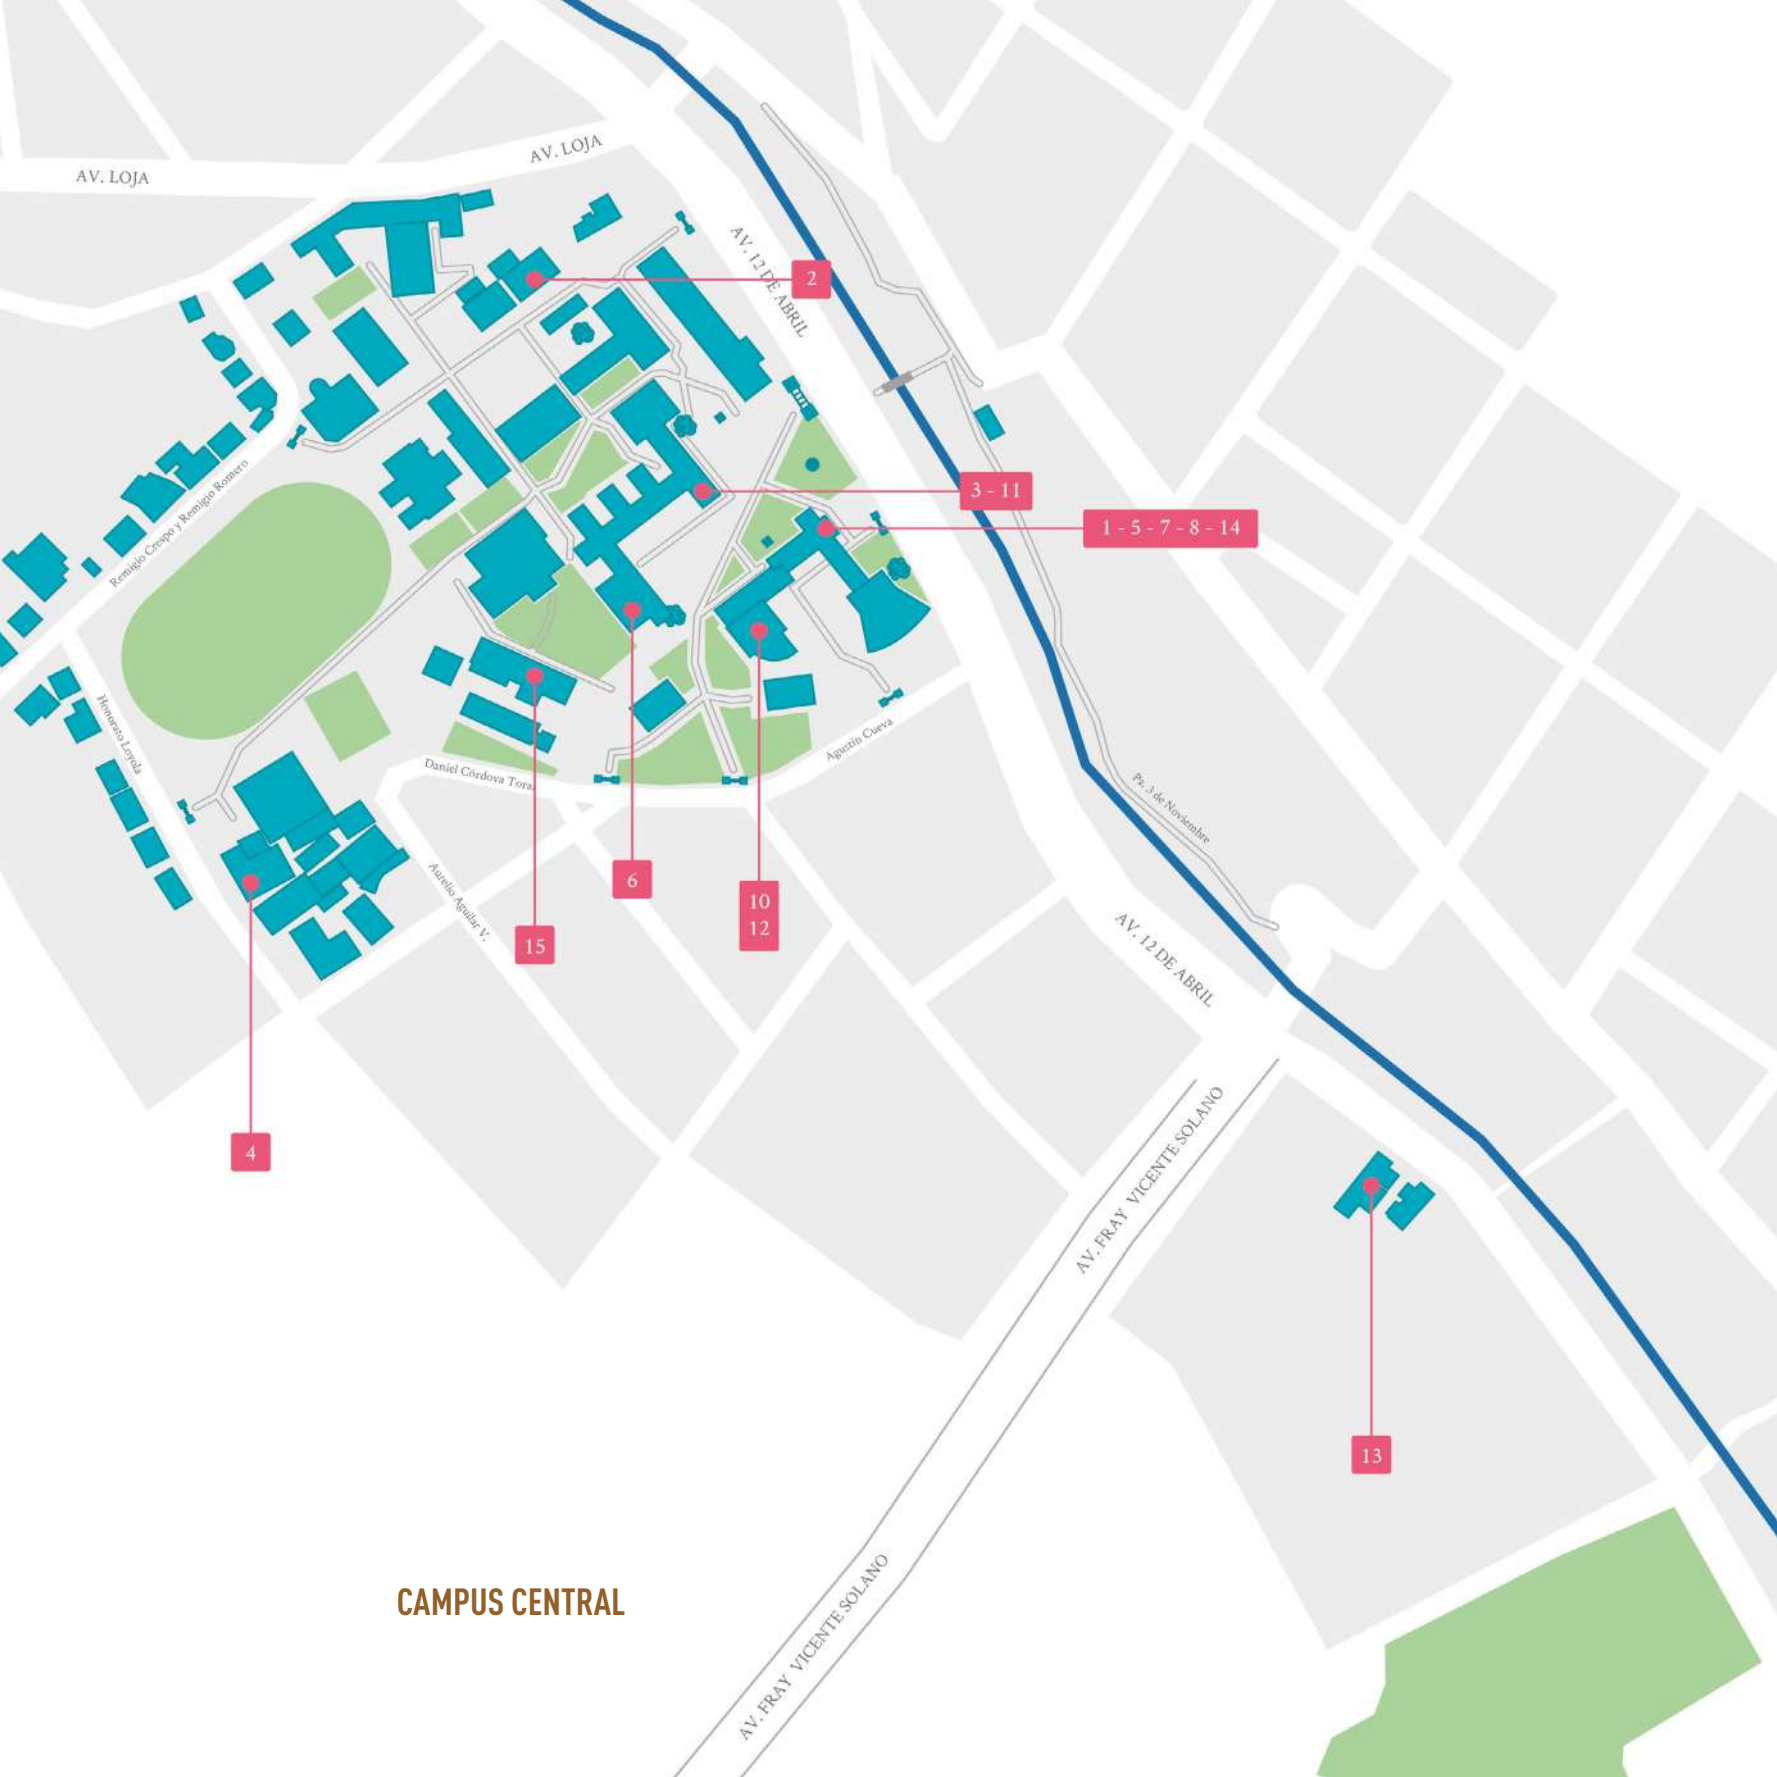 AV. LOJA
AV. LOJA
AV. 12 DE ABRIL
2
3 - 11
1 - 5 - 7 - 8 - 14
Remigio Crespo y Remigio Romero
Honorato Loyola
Daniel Córdova Toral
Agustín Cueva
Pa. 3 de Noviembre
Aurelio Aguilar V.
6
10
12
15
AV. 12 DE ABRIL
4
AV. FRAY VICENTE SOLANO
13
CAMPUS CENTRAL
AV. FRAY VICENTE SOLANO